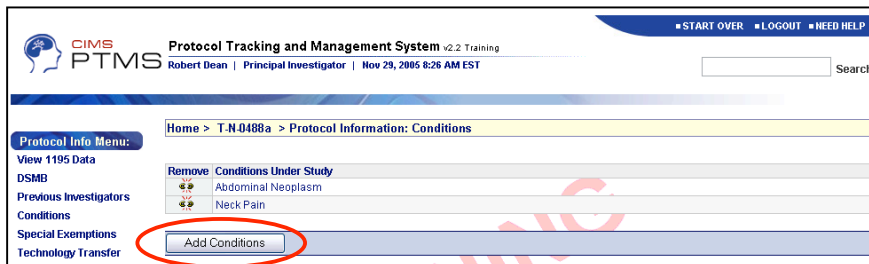 START OVER LOGOUT NEED HELP
CIMS
PTMS
Protocol Tracking and Management System v2.2 Training
Robert Dean | Principal Investigator | Nov 29, 2005 8:26 AM EST
Search
Home > T-N-0488a > Protocol Information: Conditions
Protocol Info Menu:
View 1195 Data
DSMB
Previous Investigators
Conditions
Special Exemptions
Technology Transfer
Remove Conditions Under Study
Abdominal Neoplasm
Neck Pain
Add Conditions